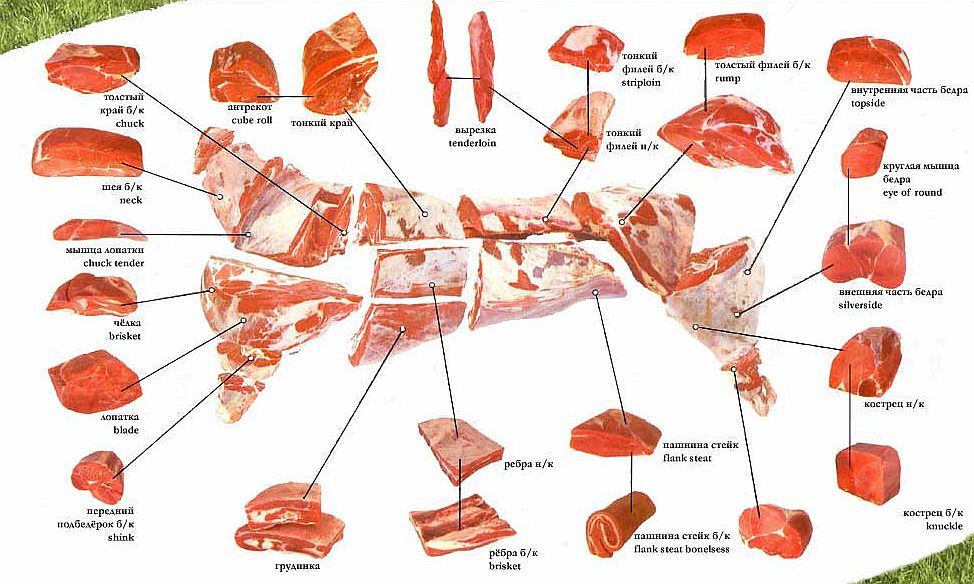 толстый
край б/к
chuck
антрекот
cube roll
тонкий край
вырезка
tenderloin
тонкий
филей б/к
striploin
тонкий
филей н/к
толстый филей б/к
rump
внутренняя часть бедра
topside
шея б/к
neck
круглая мышца
бедра
eye of round
мышца лопатки
chuck tender
чёлка
brisket
внешняя часть бедра
silverside
лопатка
blade
кострец н/к
ребра н/к
пашнина стейк
flank steat
передний
подбедёрок б/к
shink
грудинка
рёбра б/к
brisket
пашнина стейк б/к
flank steat bonelsess
кострец б/к
knuckle